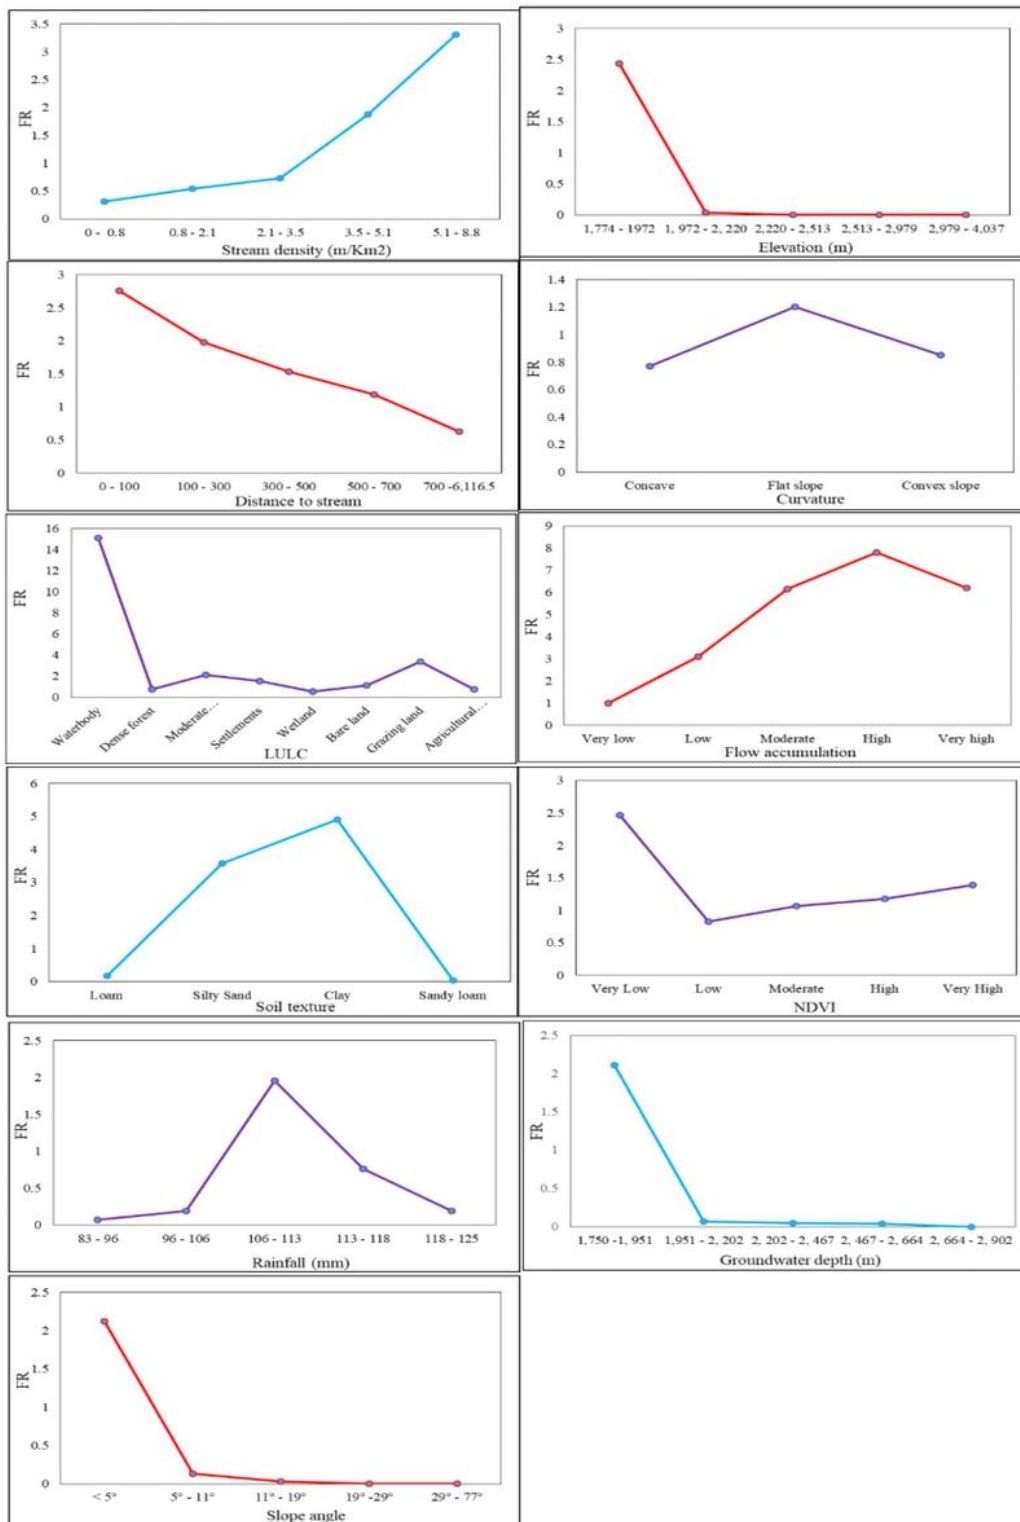 3.5
3
2.5
2
1.5
1
0.5
0
FR
0 - 0.8
0.8 - 2.1
2.1 - 3.5
3.5 - 5.1
5.1 - 8.8
Stream density (m/Km2)
3
2.5
2
1.5
1
0.5
0
FR
1,774 - 1972
1, 972 - 2, 220
2,220 - 2,513
2,513 - 2,979
2,979 - 4,037
Elevation (m)
3
2.5
2
1.5
1
0.5
0
FR
0 - 100
100 - 300
300 - 500
500 - 700
700 -6,116.5
Distance to stream
1.4
1.2
1
0.8
0.6
0.4
0.2
0
FR
Concave
Flat slope
Convex slope
Curvature
16
14
12
10
8
6
4
2
0
FR
Waterbody
Dense forest
Moderate...
Settlements
Wetland
Bare land
Grazing land
Agricultural...
LULC
9
8
7
6
5
4
3
2
1
0
FR
Very low
Low
Moderate
High
Very high
Flow accumulation
6
5
4
3
2
1
0
FR
Loam
Silty Sand
Clay
Sandy loam
Soil texture
3
2.5
2
1.5
1
0.5
0
FR
Very Low
Low
Moderate
High
Very High
NDVI
2.5
2
1.5
1
0.5
0
FR
83 - 96
96 - 106
106 - 113
113 - 118
118 - 125
Rainfall (mm)
2.5
2
1.5
1
0.5
0
FR
1,750 -1,951
1,951 - 2, 202
2, 202 - 2, 467
2, 467 - 2, 664
2, 664 - 2, 902
Groundwater depth (m)
2.5
2
1.5
1
0.5
0
FR
< 5°
5° - 11°
11° - 19°
19° -29°
29° - 77°
Slope angle